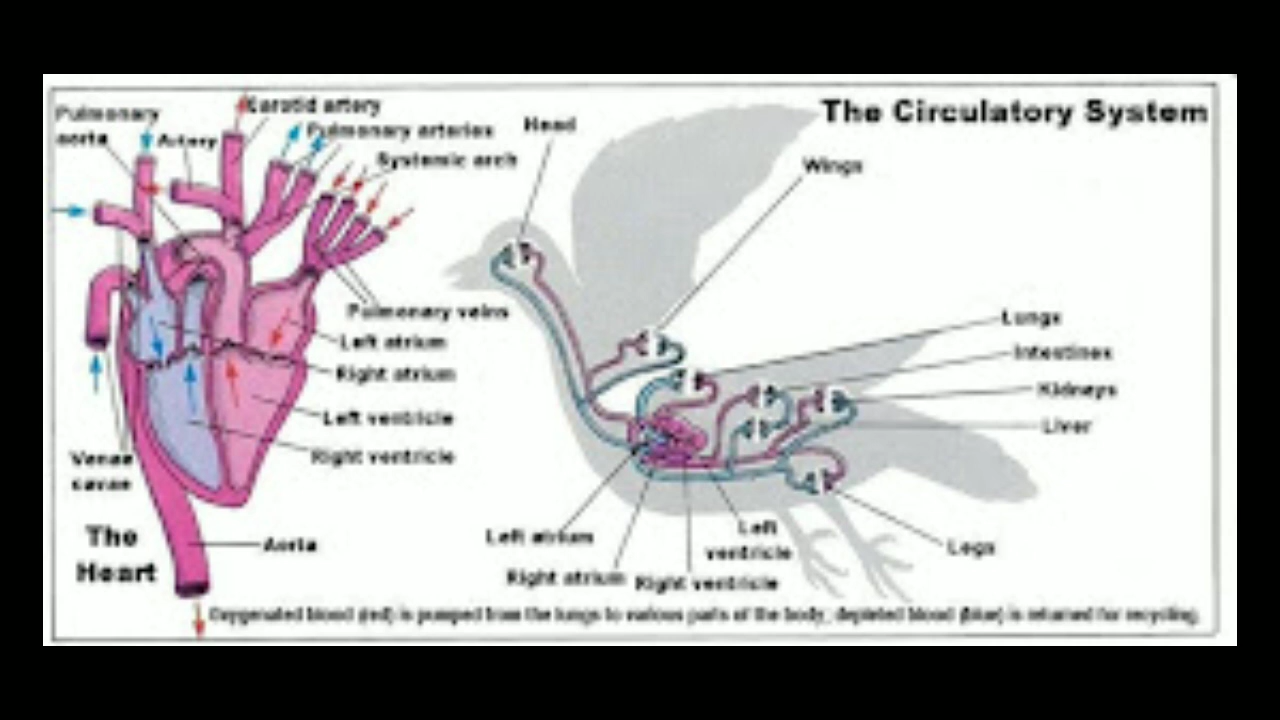 The Circulatory System
Pulmonary
aorta
Artery
Karotid artery
Pulmonary arteries
Systemic arch
Head
Wings
Pulmonary veins
Left atrium
Right atrium
Left ventricle
Right ventricle
Venae
cavae
The
Heart
Aorta
Lungs
Intestines
Kidneys
Liver
Legs
Left atrium
Right atrium
Right ventricle
Left
ventricle
Oxygenated blood (red) is pumped from the lungs to various parts of the body; depleted blood (blue) is returned for recycling.